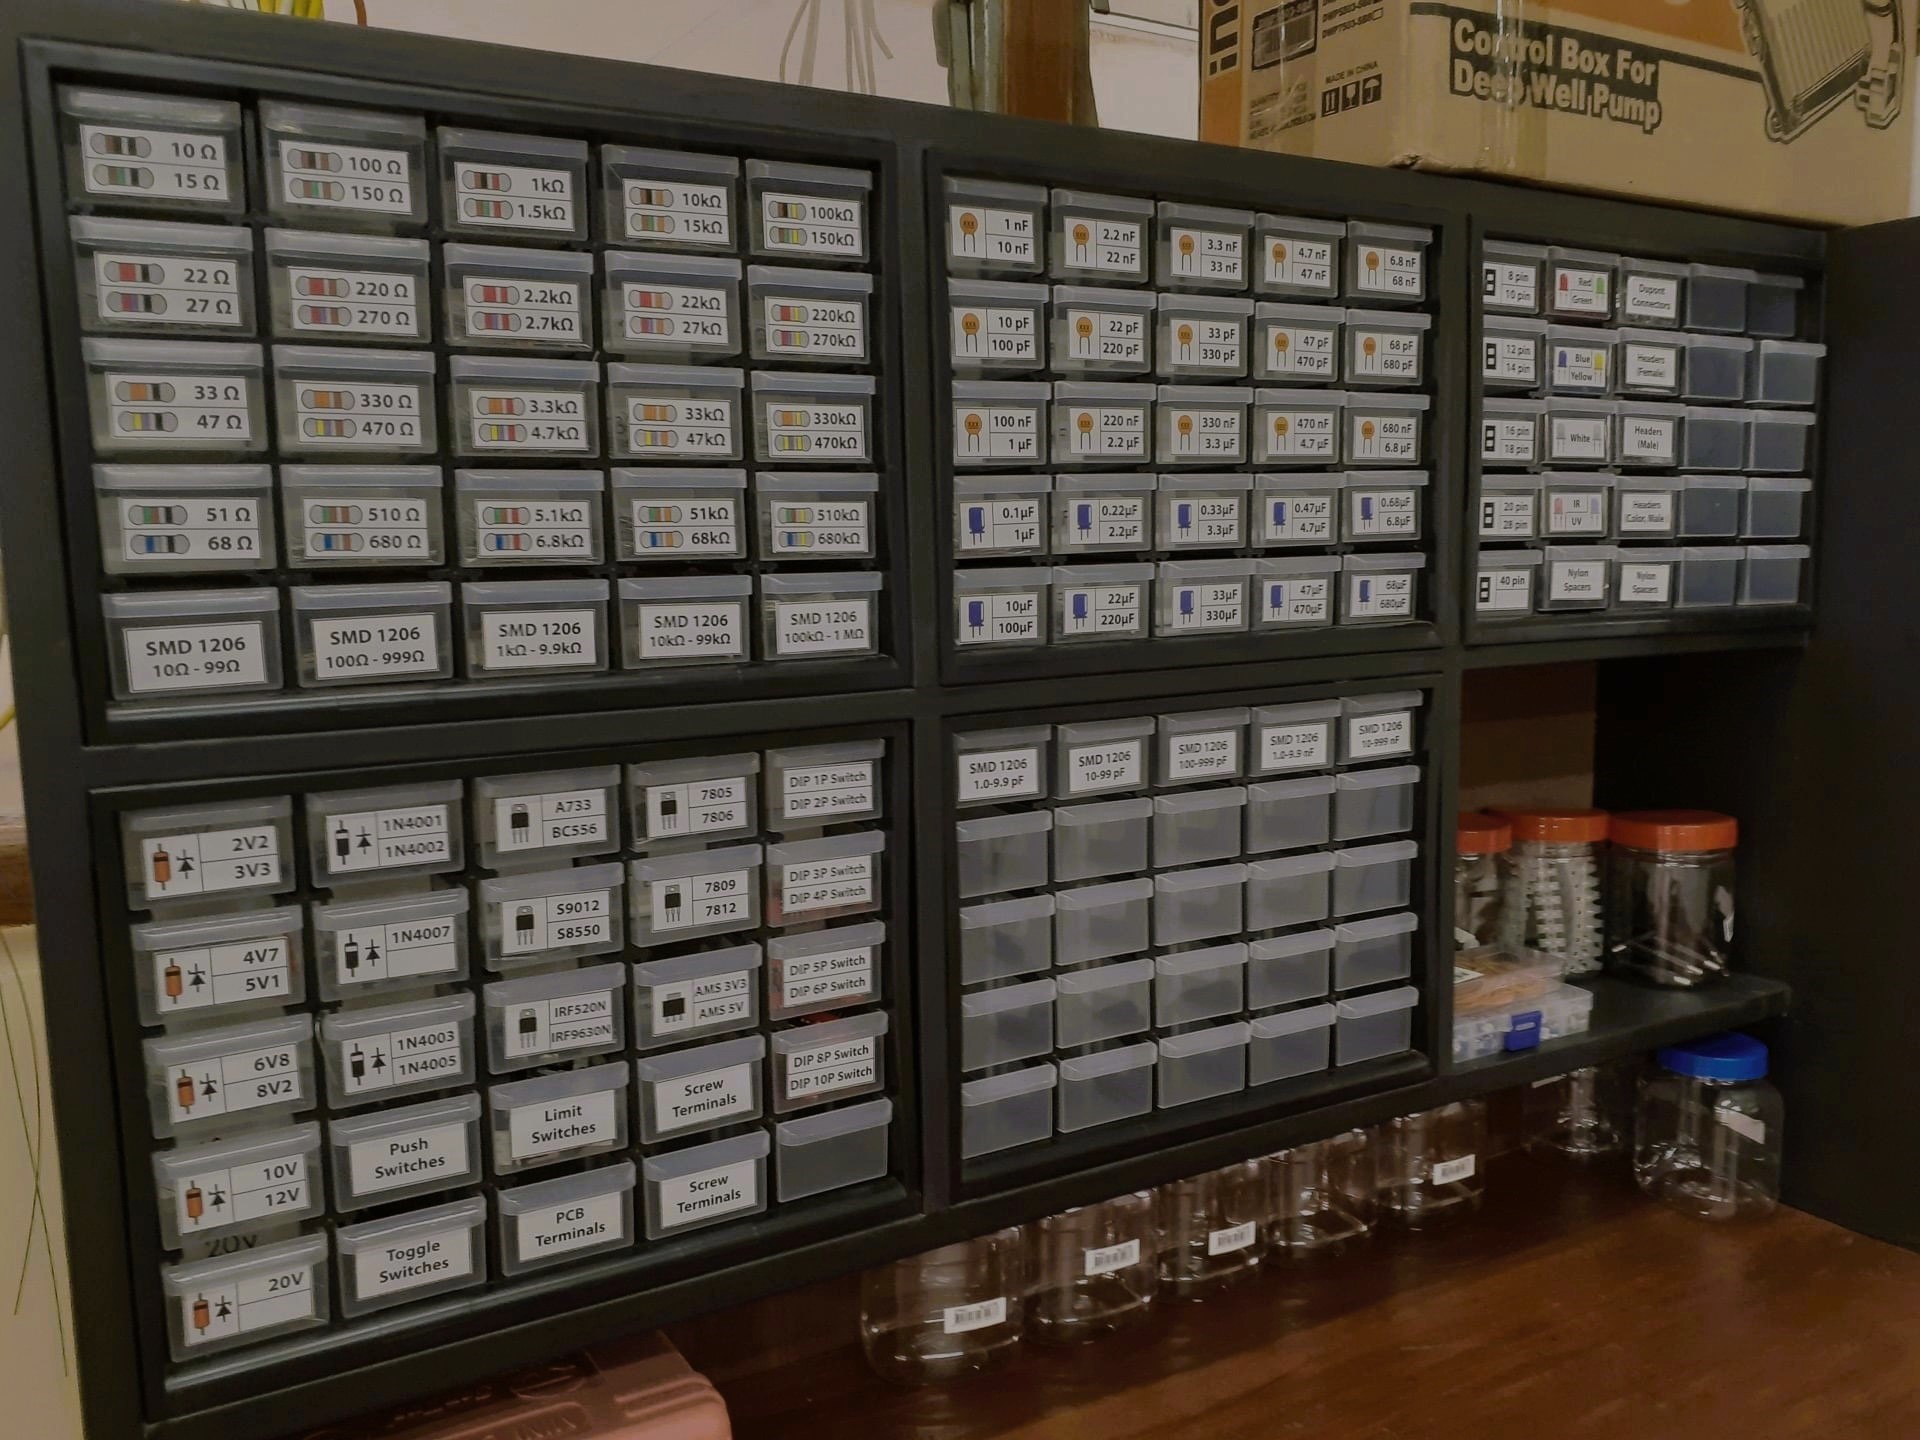 Control Box For
Deep Well Pump
MADE IN CHINA
10 Ω
15 Ω
100 Ω
150 Ω
1kΩ
1.5kΩ
10kΩ
15kΩ
100kΩ
150kΩ
22 Ω
27 Ω
220 Ω
270 Ω
2.2kΩ
2.7kΩ
22kΩ
27kΩ
220kΩ
270kΩ
33 Ω
47 Ω
330 Ω
470 Ω
3.3kΩ
4.7kΩ
33kΩ
47kΩ
330kΩ
470kΩ
51 Ω
68 Ω
510 Ω
680 Ω
5.1kΩ
6.8kΩ
51kΩ
68kΩ
510kΩ
680kΩ
SMD 1206
10Ω - 99Ω
SMD 1206
100Ω - 999Ω
SMD 1206
1kΩ - 9.9kΩ
SMD 1206
10kΩ - 99kΩ
SMD 1206
100kΩ - 1 MΩ
1 nF
10 nF
2.2 nF
22 nF
3.3 nF
33 nF
4.7 nF
47 nF
6.8 nF
68 nF
10 pF
100 pF
22 pF
220 pF
33 pF
330 pF
47 pF
470 pF
68 pF
680 pF
100 nF
1 µF
220 nF
2.2 µF
330 nF
3.3 µF
470 nF
4.7 µF
680 nF
6.8 µF
0.1µF
1µF
0.22µF
2.2µF
0.33µF
3.3µF
0.47µF
4.7µF
0.68µF
6.8µF
10µF
100µF
22µF
220µF
33µF
330µF
47µF
470µF
68µF
680µF
8 pin
10 pin
Red
Green
Dupont
Connectors
12 pin
14 pin
Blue
Yellow
Headers
(Female)
16 pin
18 pin
White
Headers
(Male)
20 pin
28 pin
IR
UV
Headers
(Color, Male
40 pin
Nylon
Spacers
Nylon
Spacers
2V2
3V3
1N4001
1N4002
A733
BC556
7805
7806
DIP 1P Switch
DIP 2P Switch
4V7
5V1
1N4007
S9012
S8550
7809
7812
DIP 3P Switch
DIP 4P Switch
6V8
8V2
1N4003
1N4005
IRF520N
IRF9630N
AMS 3V3
AMS 5V
DIP 5P Switch
DIP 6P Switch
10V
12V
Push
Switches
Limit
Switches
Screw
Terminals
DIP 8P Switch
DIP 10P Switch
20V
20V
Toggle
Switches
PCB
Terminals
Screw
Terminals
SMD 1206
1.0-9.9 pF
SMD 1206
10-99 pF
SMD 1206
100-999 pF
SMD 1206
1.0-9.9 nF
SMD 1206
10-999 nF